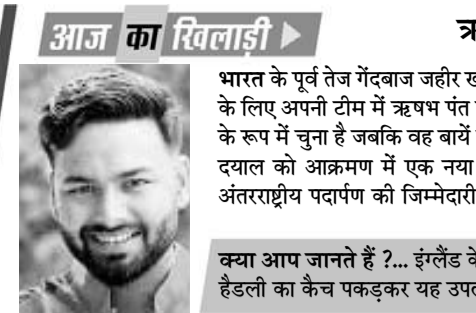 आज का खिलाड़ी
ऋ
भारत के पूर्व तेज गेंदबाज जहीर ख
के लिए अपनी टीम में ऋषभ पंत
के रूप में चुना है जबकि वह बायें
दयाल को आक्रमण में एक नया
अंतरराष्ट्रीय पदार्पण की जिम्मेदारी
क्या आप जानते हैं ?... इंग्लैंड के
हैडली का कैच पकड़कर यह उपल